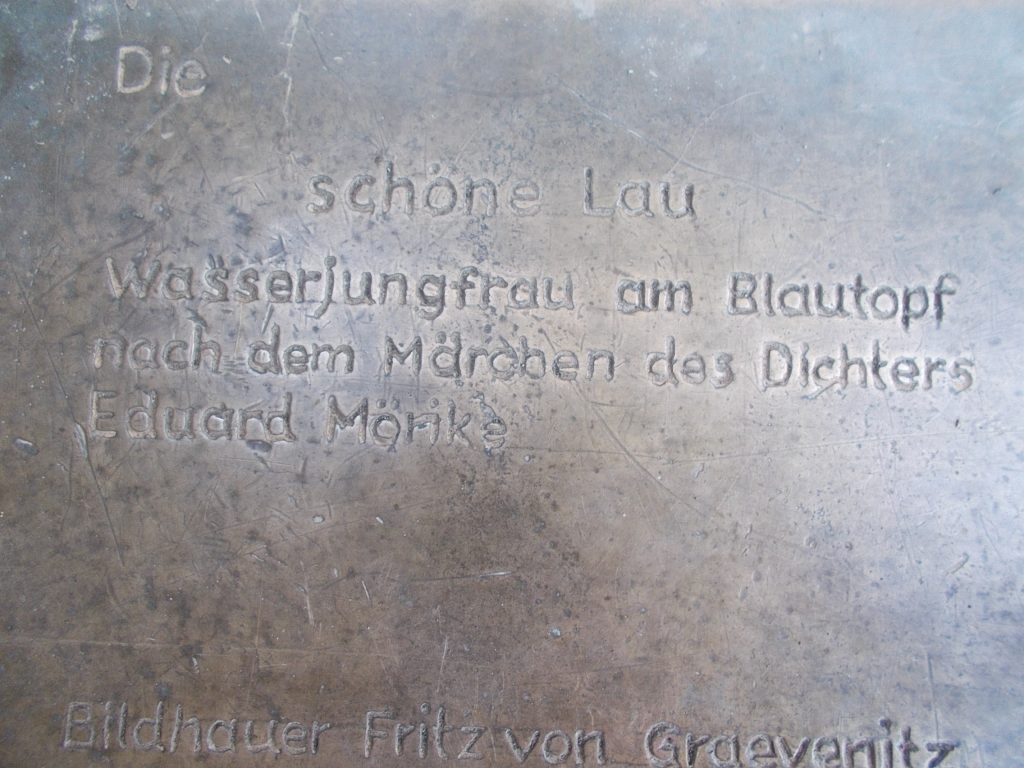 Die
schöne Lau
Wasserjungfrau am Blautopf
nach dem Märchen des Dichters
Eduard Mörike
Bildhauer Fritz von Graevenitz